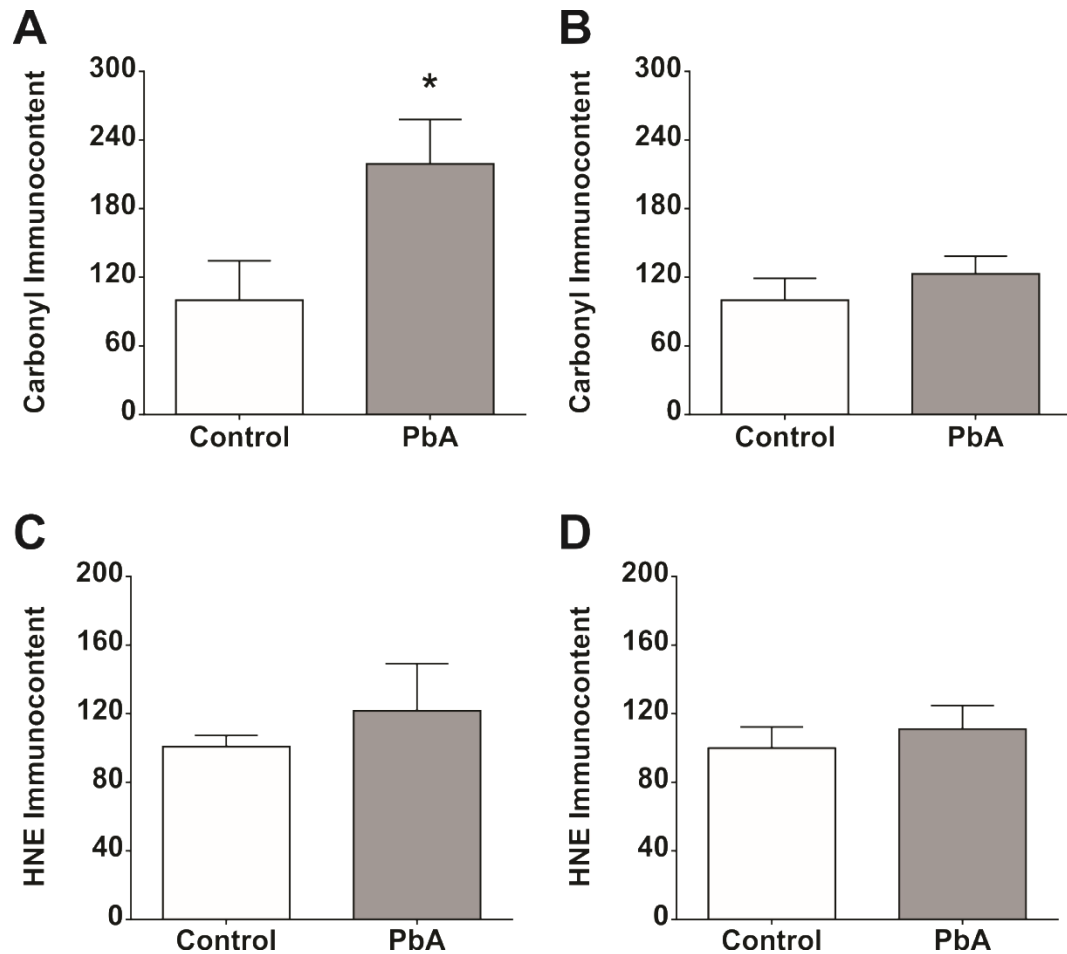 A
Carbonyl Immunocontent
300
240
180
120
60
0
*
Control
PbA
B
Carbonyl Immunocontent
300
240
180
120
60
0
Control
PbA
C
HNE Immunocontent
200
160
120
80
40
0
Control
PbA
D
HNE Immunocontent
200
160
120
80
40
0
Control
PbA